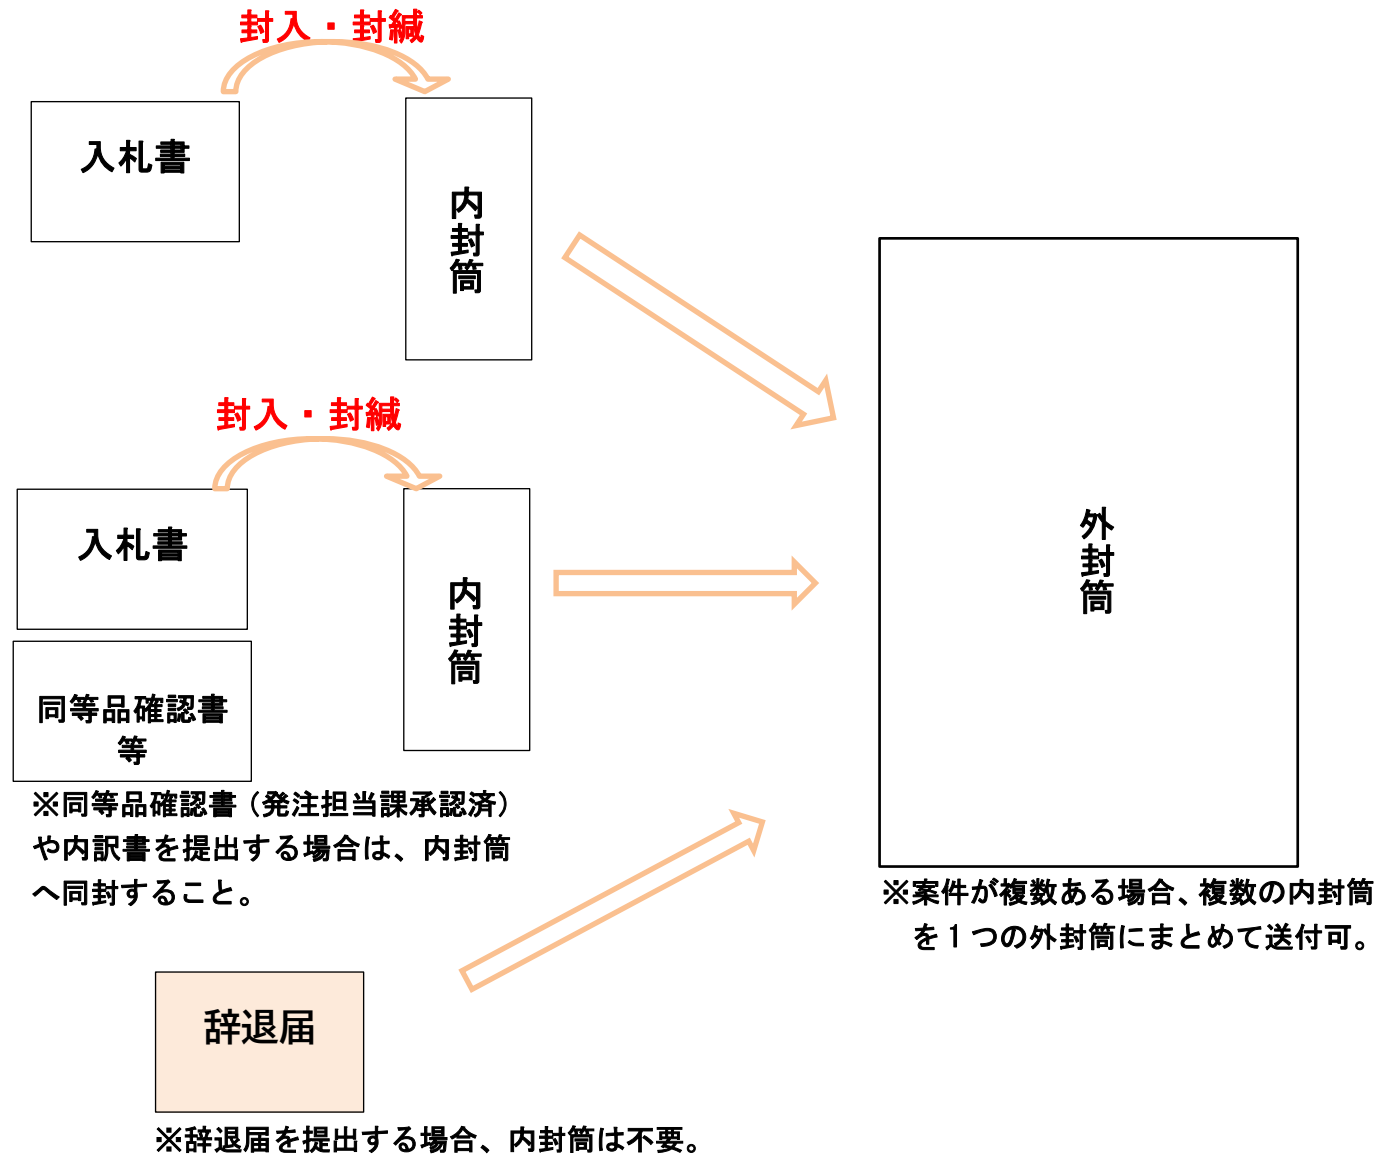 封入・封緘
入札書
内封筒
封入・封緘
入札書
内封筒
同等品確認書
等
※同等品確認書（発注担当課承認済）
や内訳書を提出する場合は、内封筒
へ同封すること。
外封筒
※案件が複数ある場合、複数の内封筒
を１つの外封筒にまとめて送付可。
辞退届
※辞退届を提出する場合、内封筒は不要。